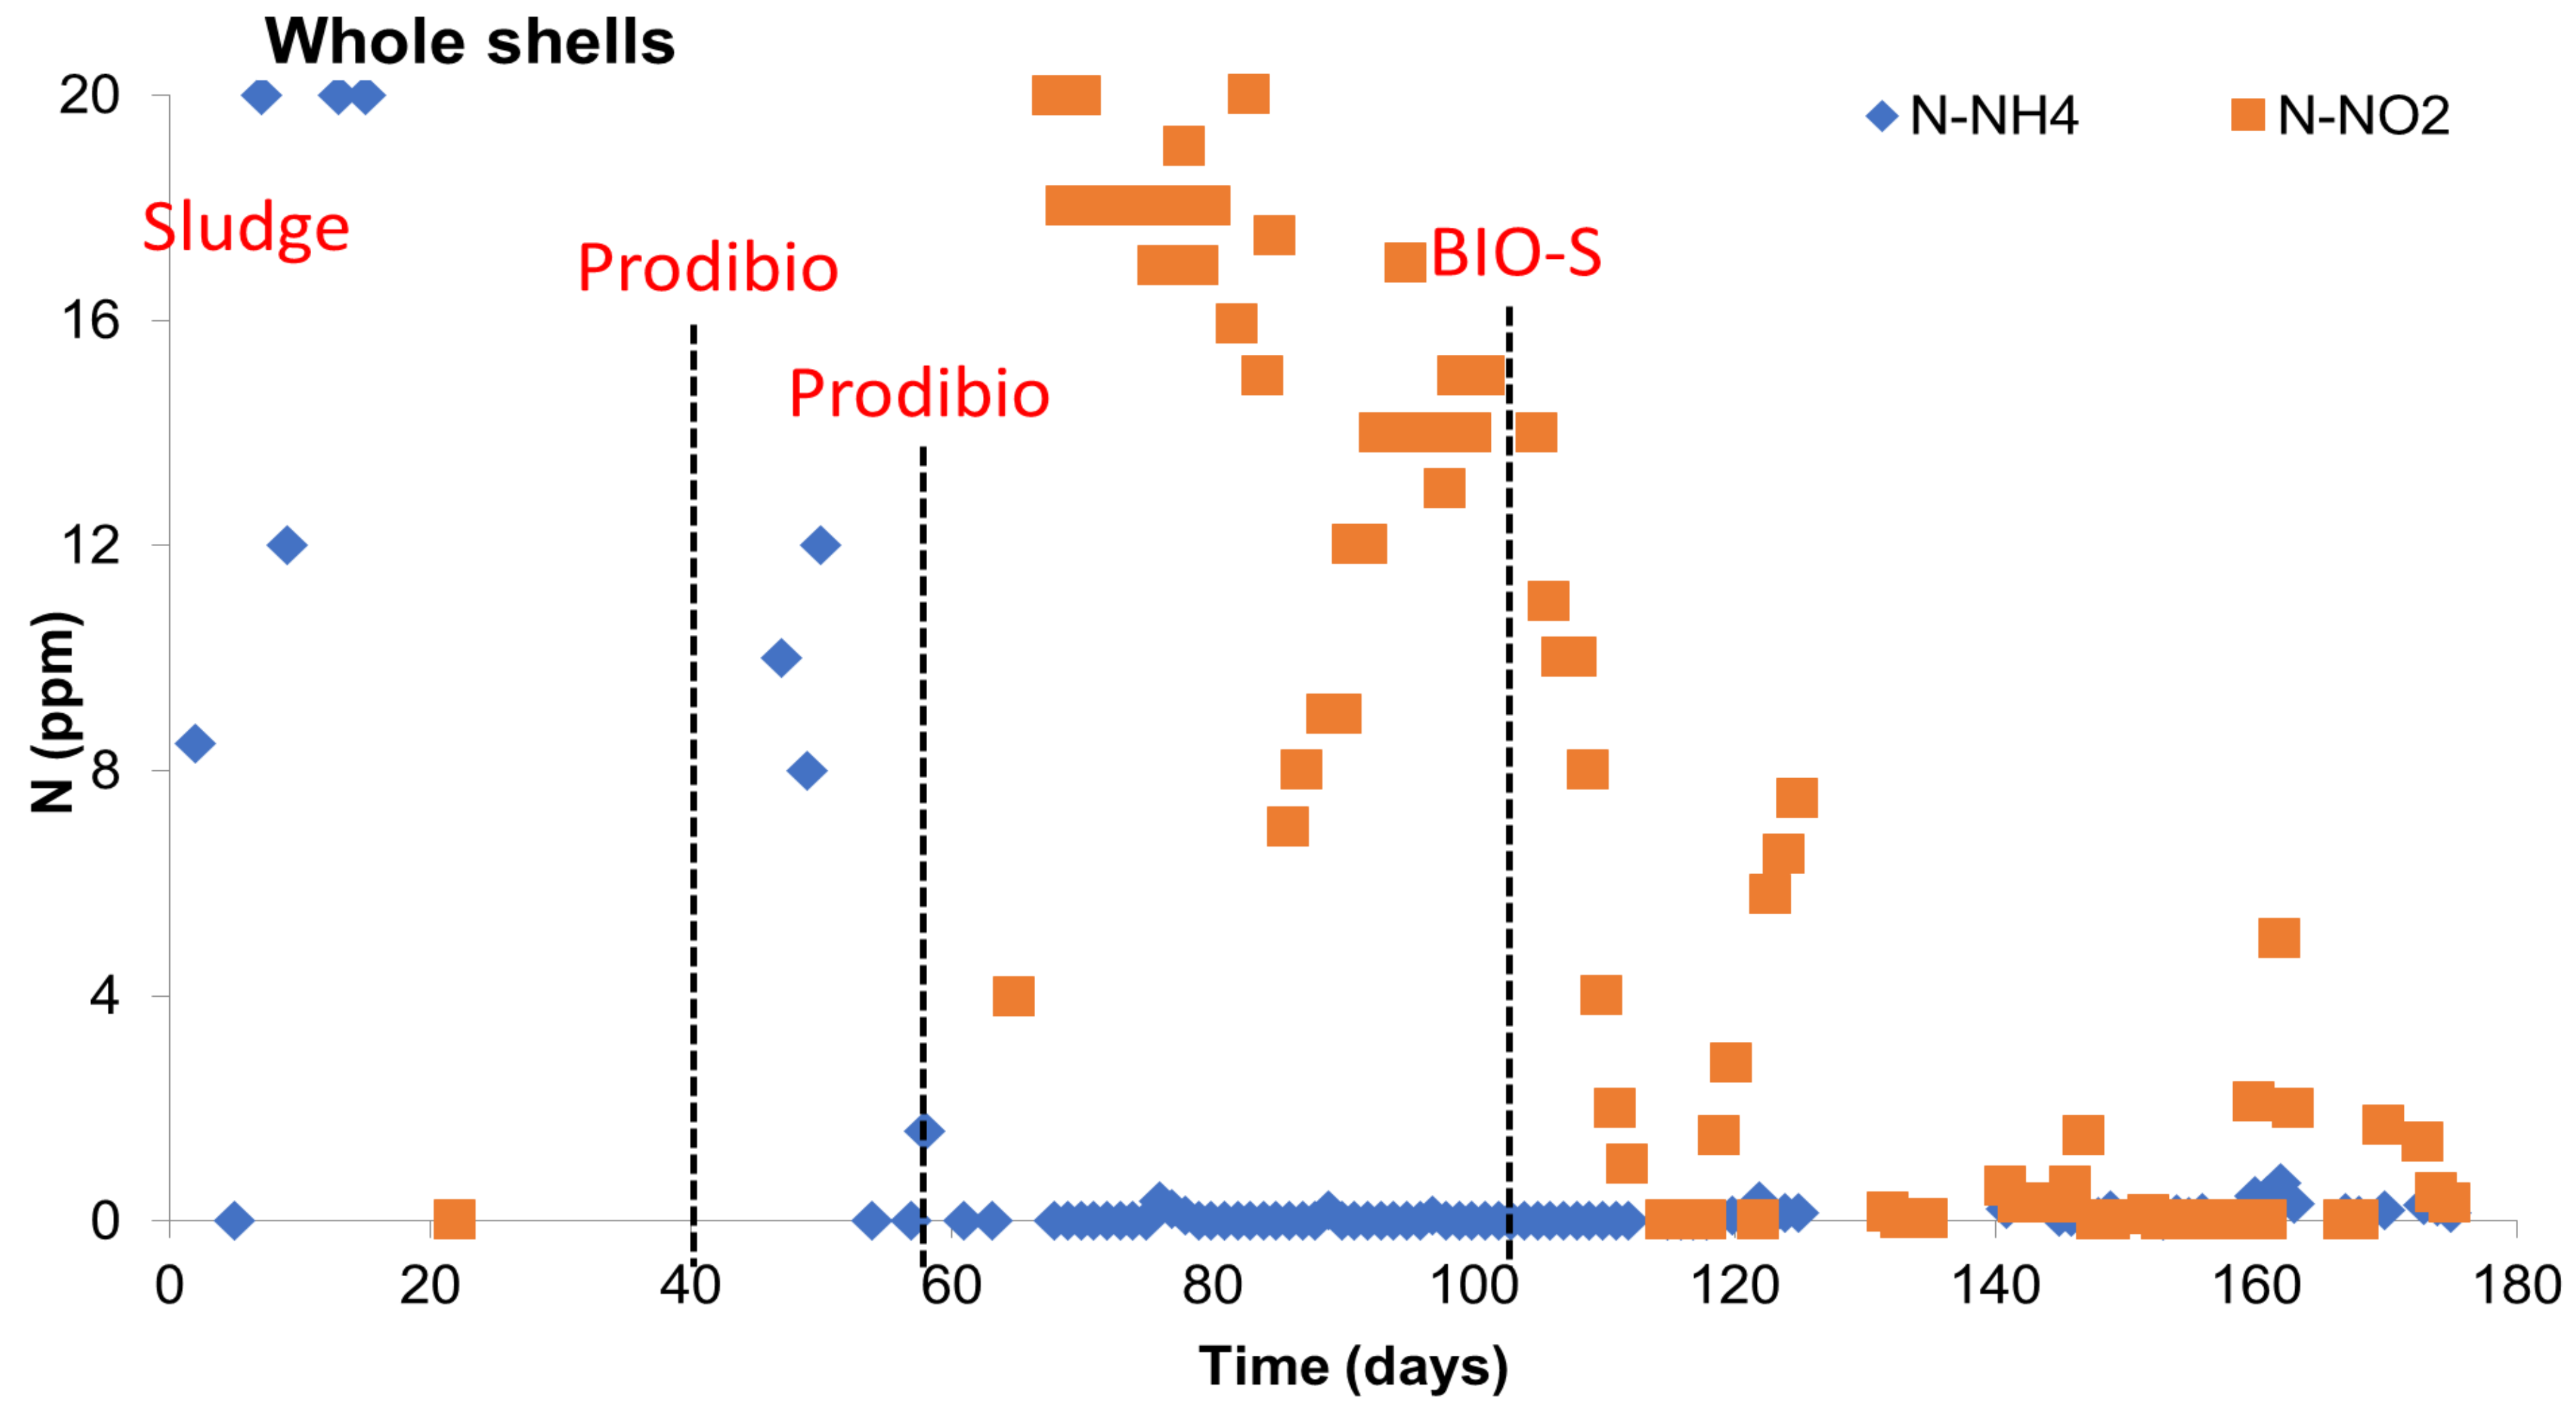 Whole shells
N-NH4 N-NO2
20
Sludge
Prodibio
BIO-S
16
Prodibio
12
N (ppm)
8
4
0
0 20 40 60 80 100 120 140 160 180
Time (days)